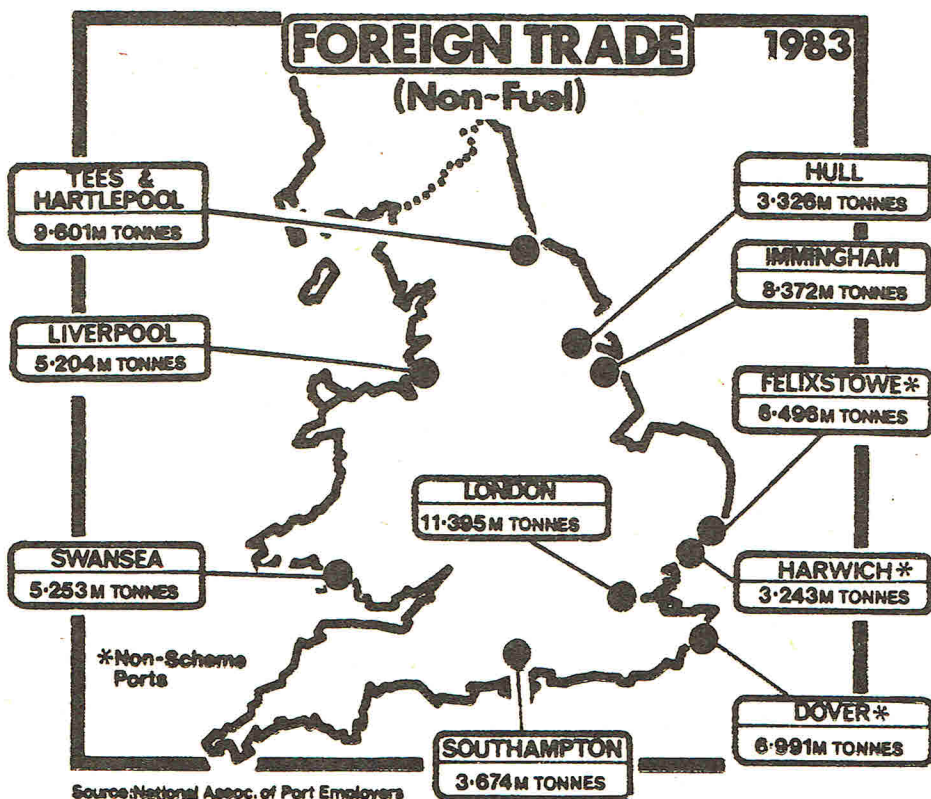 FOREIGN TRADE
1983
(Non-Fuel)
TEES &
HARTLEPOOL
9·601M TONNES
HULL
3·326M TONNES
IMMINGHAM
8·372M TONNES
LIVERPOOL
5·204M TONNES
FELIXSTOWE*
6·496M TONNES
LONDON
11·395M TONNES
SWANSEA
5·253M TONNES
HARWICH*
3·243M TONNES
*Non-Scheme
Ports
DOVER*
6·991M TONNES
SOUTHAMPTON
3·674M TONNES
Source:National Assoc. of Port Employers